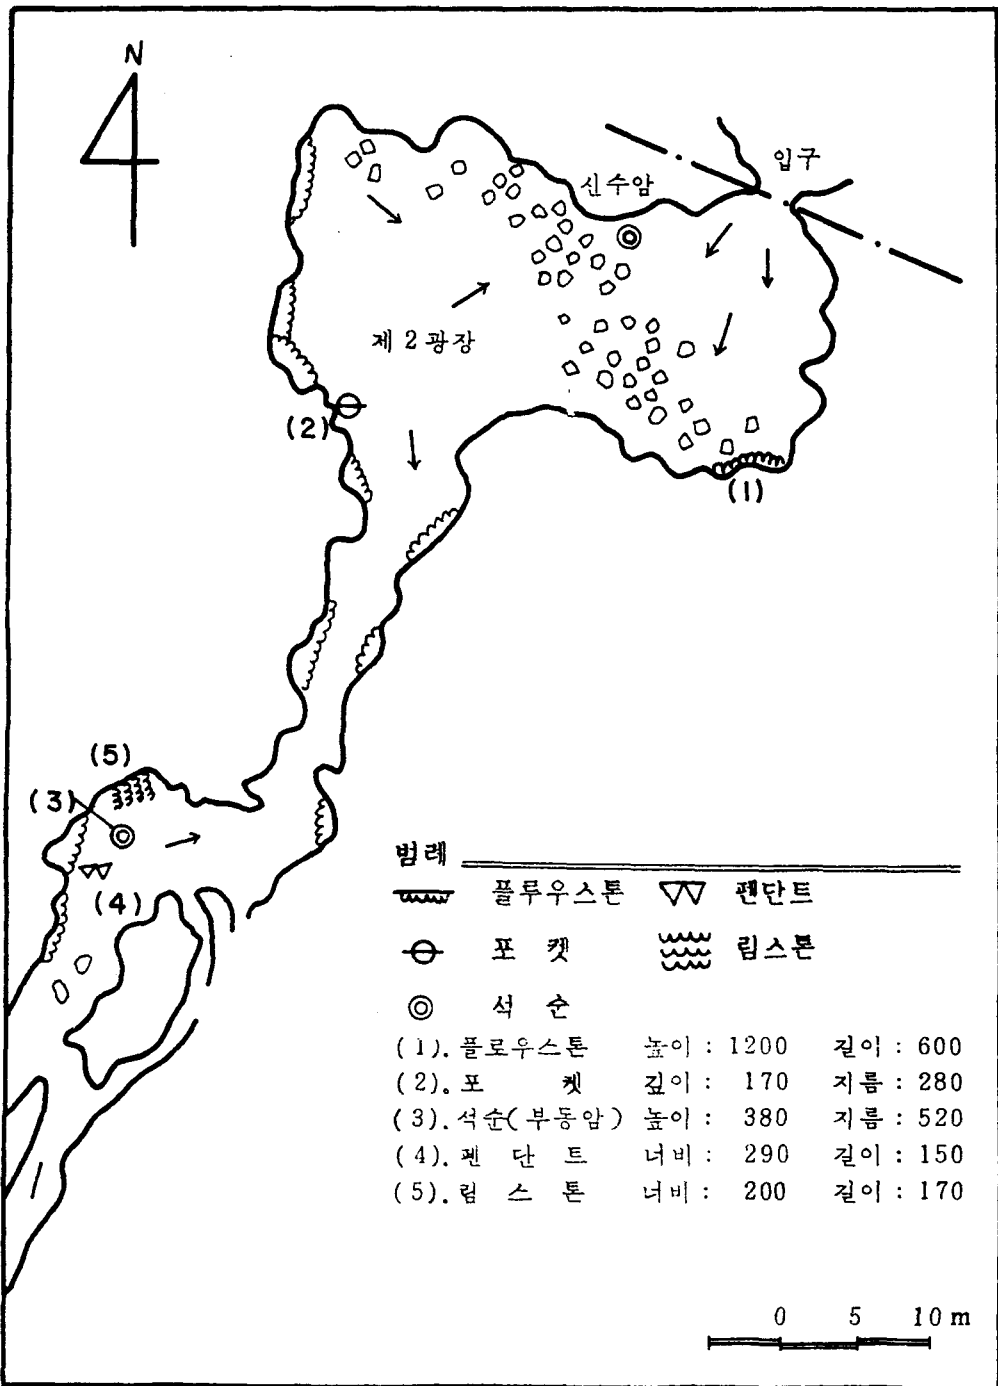 N
입구
신수암
제2광장
(2)
(1)
(5)
(3)
(4)
범례
플루우스톤 펜단트
포 켓 림스톤
석 순
(1). 플로우스톤 높이 : 1200 길이 : 600
(2). 포 켓 깊이 : 170 지름 : 280
(3). 석순(부동암) 높이 : 380 지름 : 520
(4). 펜 단 트 너비 : 290 길이 : 150
(5). 림 스 톤 너비 : 200 길이 : 170
0 5 10 m